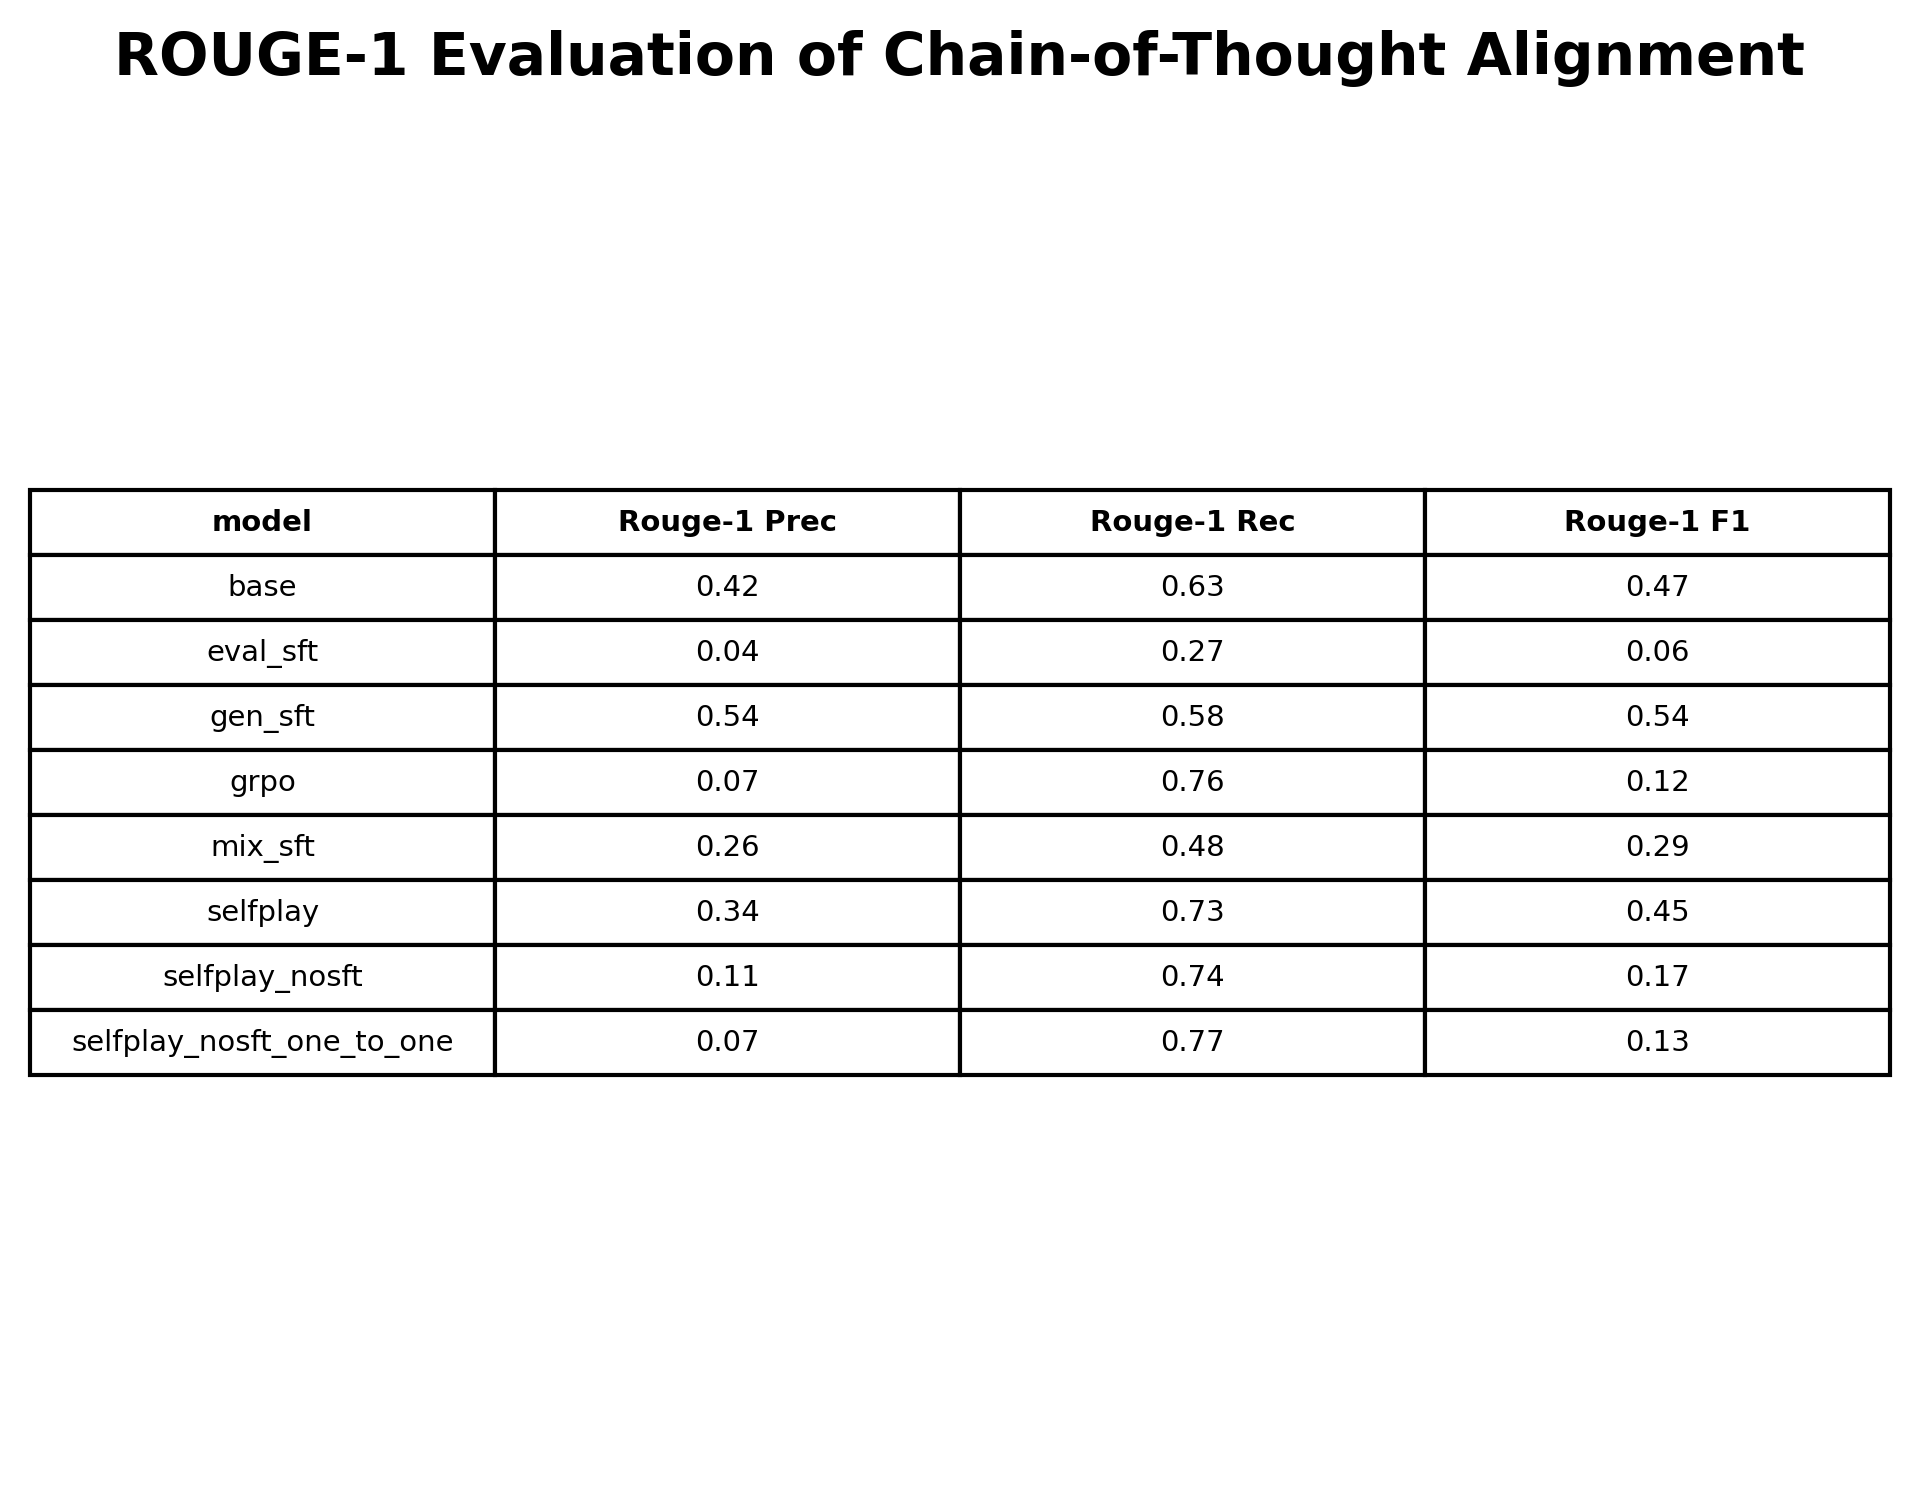 ROUGE-1 Evaluation of Chain-of-Thought Alignment
model Rouge-1 Prec Rouge-1 Rec Rouge-1 F1
base 0.42 0.63 0.47
eval_sft 0.04 0.27 0.06
gen_sft 0.54 0.58 0.54
grpo 0.07 0.76 0.12
mix_sft 0.26 0.48 0.29
selfplay 0.34 0.73 0.45
selfplay_nosft 0.11 0.74 0.17
selfplay_nosft_one_to_one 0.07 0.77 0.13